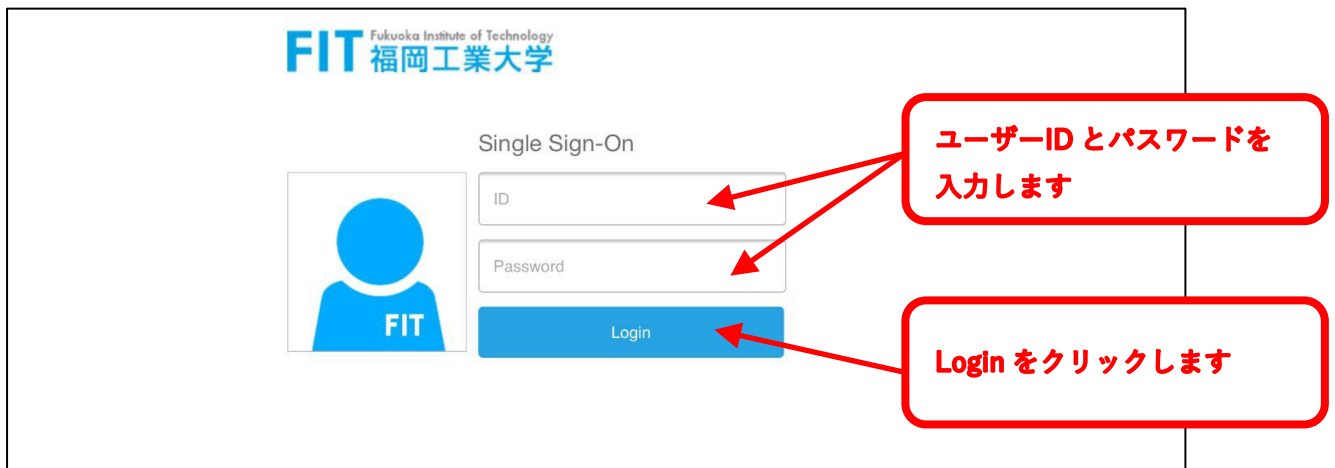 FIT Fukuoka Institute of Technology
福岡工業大学
Single Sign-On
ID
Password
FIT
Login
ユーザーID とパスワードを
入力します
Login をクリックします